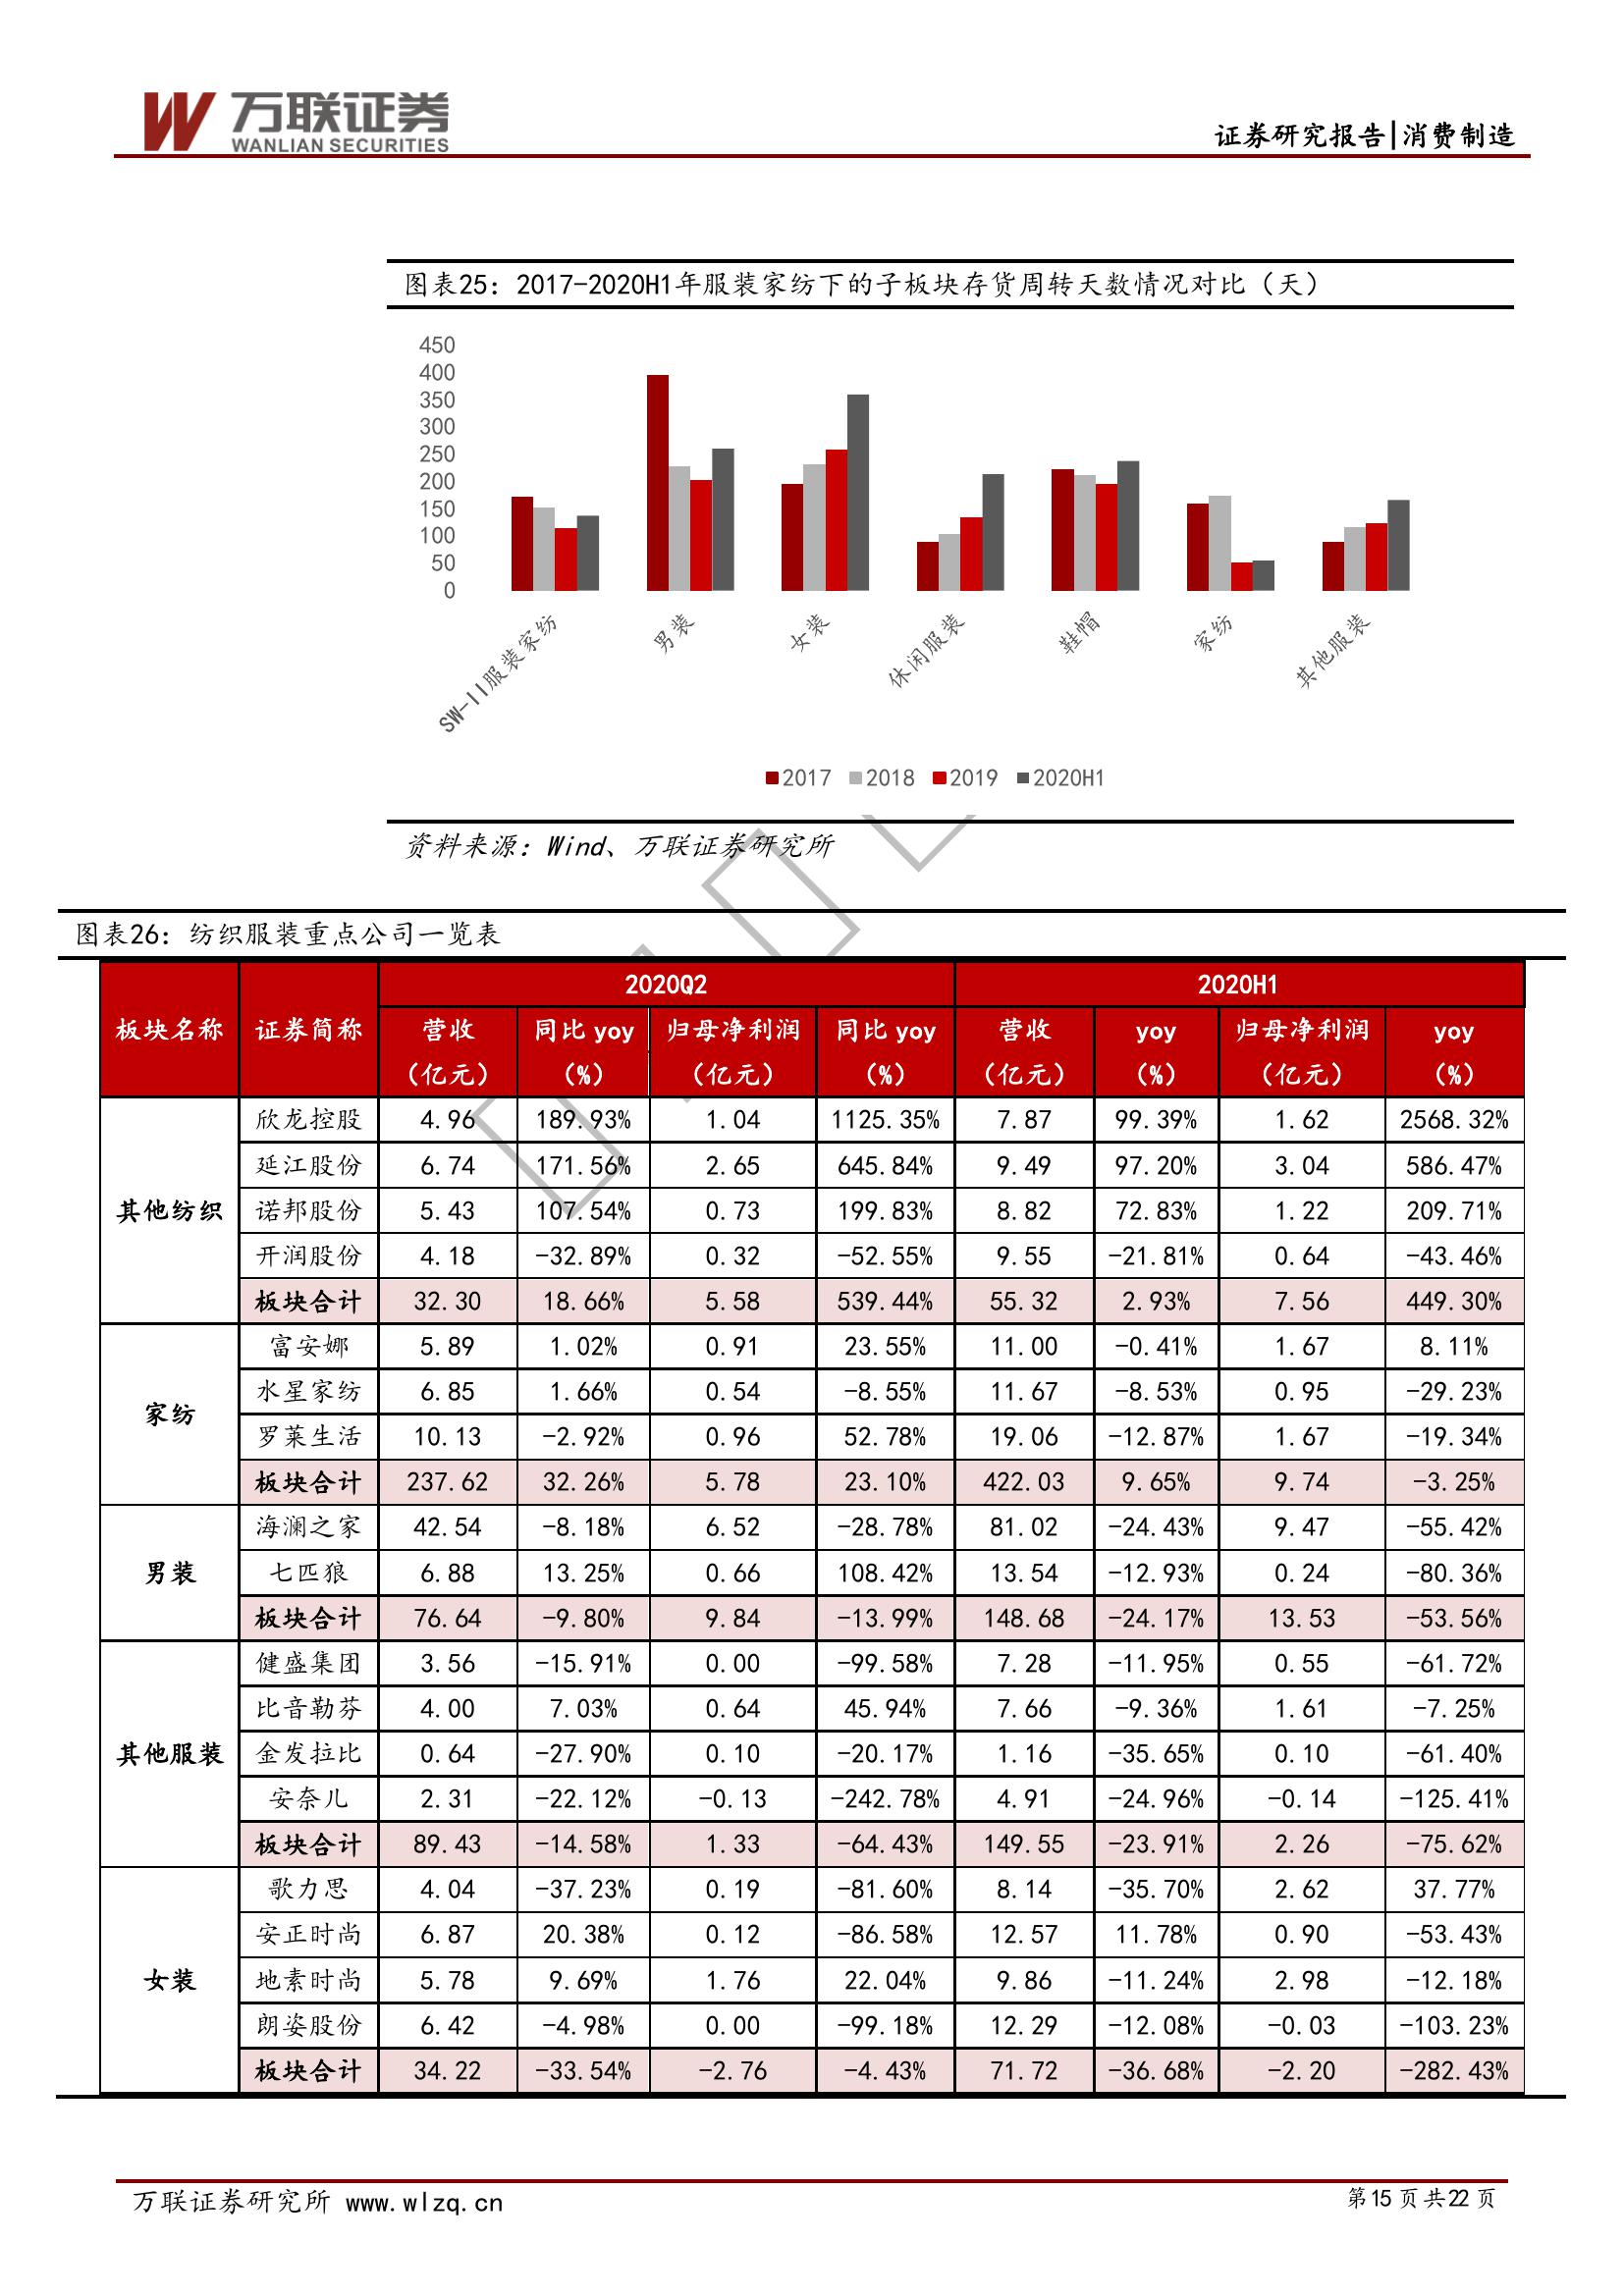 万联证券
WANLIAN SECURITIES
证券研究报告|消费制造
图表25：2017-2020H1年服装家纺下的子板块存货周转天数情况对比（天）
450
400
350
300
250
200
150
100
50
0
SW-II服装家纺 男装 女装 休闲服装 鞋帽 家纺 其他服装
2017 2018 2019 2020H1
资料来源：Wind、万联证券研究所
图表26：纺织服装重点公司一览表
板块名称 证券简称 2020Q2 2020H1
营收 同比 yoy 归母净利润 同比 yoy 营收 yoy 归母净利润 yoy
（亿元） （%） （亿元） （%） （亿元） （%） （亿元） （%）
其他纺织
欣龙控股 4.96 189.93% 1.04 1125.35% 7.87 99.39% 1.62 2568.32%
延江股份 6.74 171.56% 2.65 645.84% 9.49 97.20% 3.04 586.47%
诺邦股份 5.43 107.54% 0.73 199.83% 8.82 72.83% 1.22 209.71%
开润股份 4.18 -32.89% 0.32 -52.55% 9.55 -21.81% 0.64 -43.46%
板块合计 32.30 18.66% 5.58 539.44% 55.32 2.93% 7.56 449.30%
家纺
富安娜 5.89 1.02% 0.91 23.55% 11.00 -0.41% 1.67 8.11%
水星家纺 6.85 1.66% 0.54 -8.55% 11.67 -8.53% 0.95 -29.23%
罗莱生活 10.13 -2.92% 0.96 52.78% 19.06 -12.87% 1.67 -19.34%
板块合计 237.62 32.26% 5.78 23.10% 422.03 9.65% 9.74 -3.25%
男装
海澜之家 42.54 -8.18% 6.52 -28.78% 81.02 -24.43% 9.47 -55.42%
七匹狼 6.88 13.25% 0.66 108.42% 13.54 -12.93% 0.24 -80.36%
板块合计 76.64 -9.80% 9.84 -13.99% 148.68 -24.17% 13.53 -53.56%
其他服装
健盛集团 3.56 -15.91% 0.00 -99.58% 7.28 -11.95% 0.55 -61.72%
比音勒芬 4.00 7.03% 0.64 45.94% 7.66 -9.36% 1.61 -7.25%
金发拉比 0.64 -27.90% 0.10 -20.17% 1.16 -35.65% 0.10 -61.40%
安奈儿 2.31 -22.12% -0.13 -242.78% 4.91 -24.96% -0.14 -125.41%
板块合计 89.43 -14.58% 1.33 -64.43% 149.55 -23.91% 2.26 -75.62%
女装
歌力思 4.04 -37.23% 0.19 -81.60% 8.14 -35.70% 2.62 37.77%
安正时尚 6.87 20.38% 0.12 -86.58% 12.57 11.78% 0.90 -53.43%
地素时尚 5.78 9.69% 1.76 22.04% 9.86 -11.24% 2.98 -12.18%
朗姿股份 6.42 -4.98% 0.00 -99.18% 12.29 -12.08% -0.03 -103.23%
板块合计 34.22 -33.54% -2.76 -4.43% 71.72 -36.68% -2.20 -282.43%
万联证券研究所 www.wlzq.cn
第15页共22页